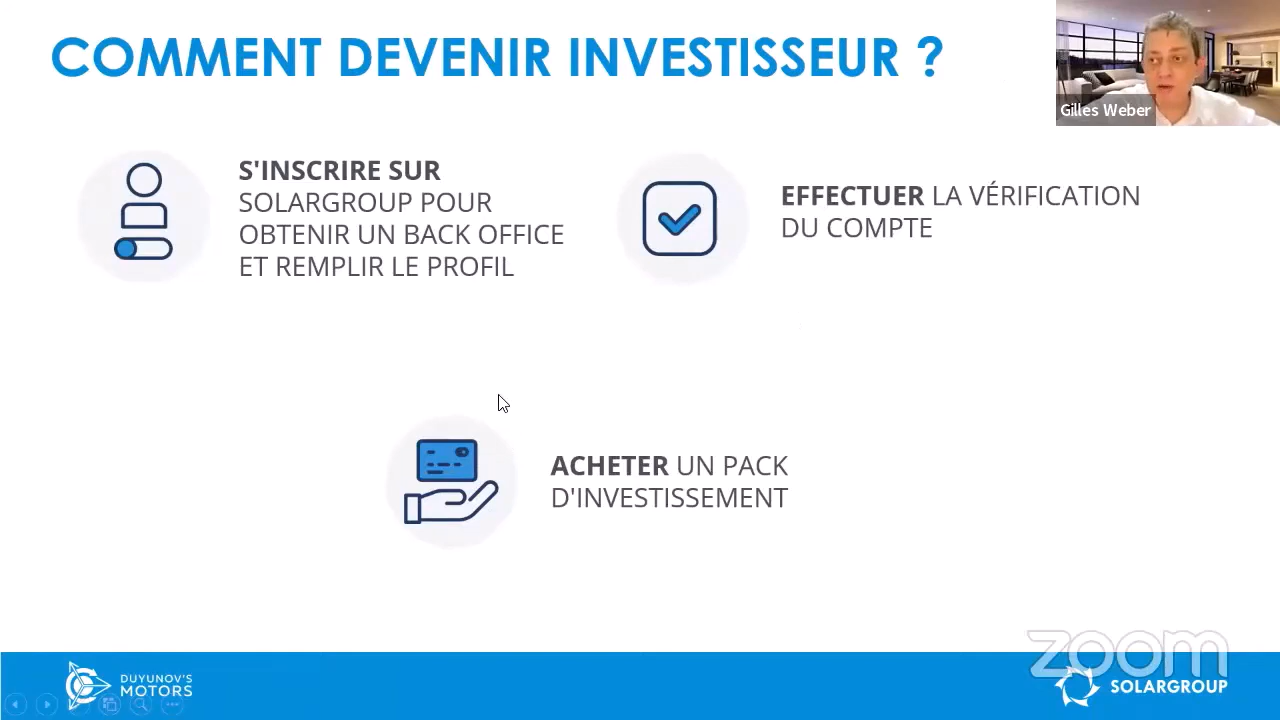 COMMENT DEVENIR INVESTISSEUR ?
Gilles Weber
S'INSCRIRE SUR
SOLARGROUP POUR
OBTENIR UN BACK OFFICE
ET REMPLIR LE PROFIL
EFFECTUER LA VÉRIFICATION
DU COMPTE
ACHETER UN PACK
D'INVESTISSEMENT
zoom
DUYUNOV'S
MOTORS
SOLARGROUP